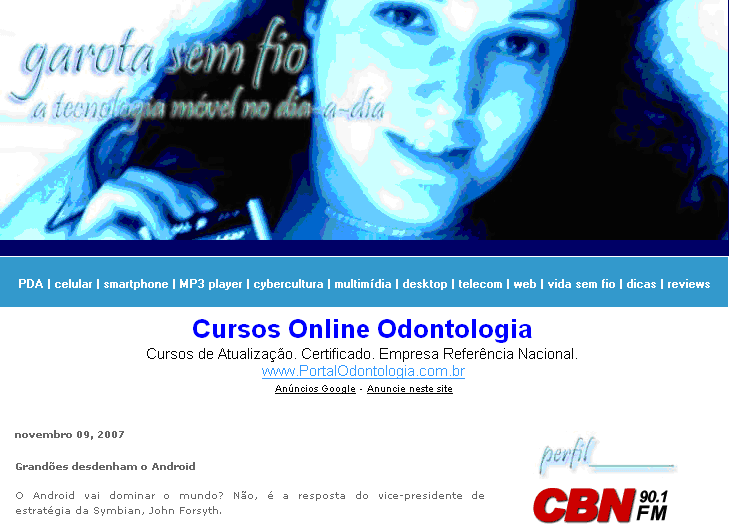 garota sem fio
a tecnologia móvel no dia-a-dia
PDA | celular | smartphone | MP3 player | cybercultura | multimídia | desktop | telecom | web | vida sem fio | dicas | reviews
Cursos Online Odontologia
Cursos de Atualização. Certificado. Empresa Referência Nacional.
www.PortalOdontologia.com.br
Anúncios Google - Anuncie neste site
novembro 09, 2007
Grandões desdenham o Android
O Android vai dominar o mundo? Não, é a resposta do vice-presidente de
estratégia da Symbian, John Forsyth.
perfil
CBN 90.1
FM